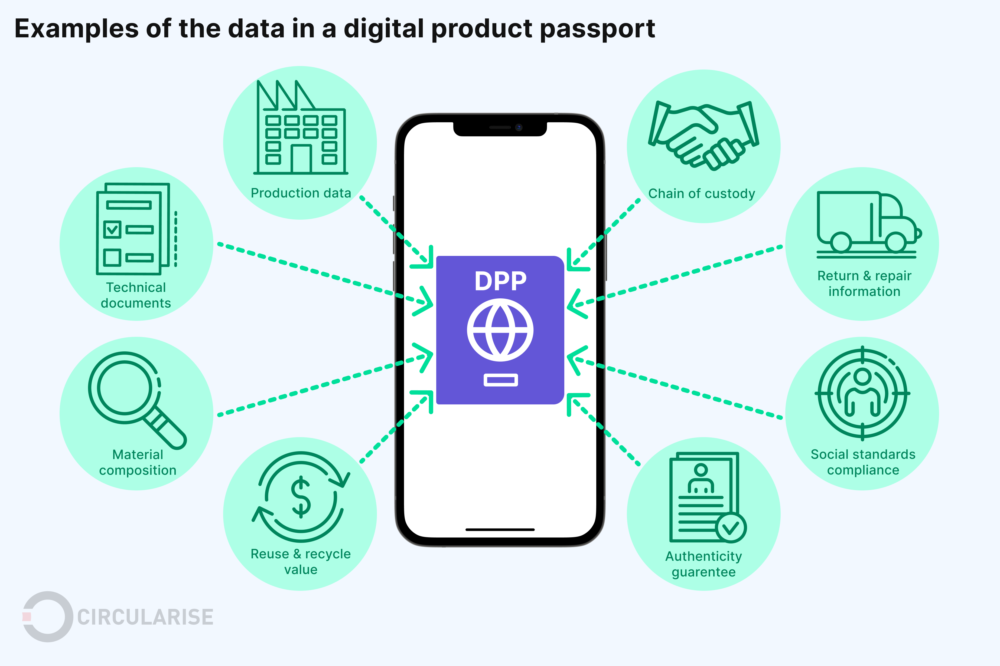 Examples of the data in a digital product passport
Production data
Chain of custody
Technical
documents
Return & repair
information
DPP
Material
composition
Social standards
compliance
Reuse & recycle
value
Authenticity
guarentee
CIRCULARISE